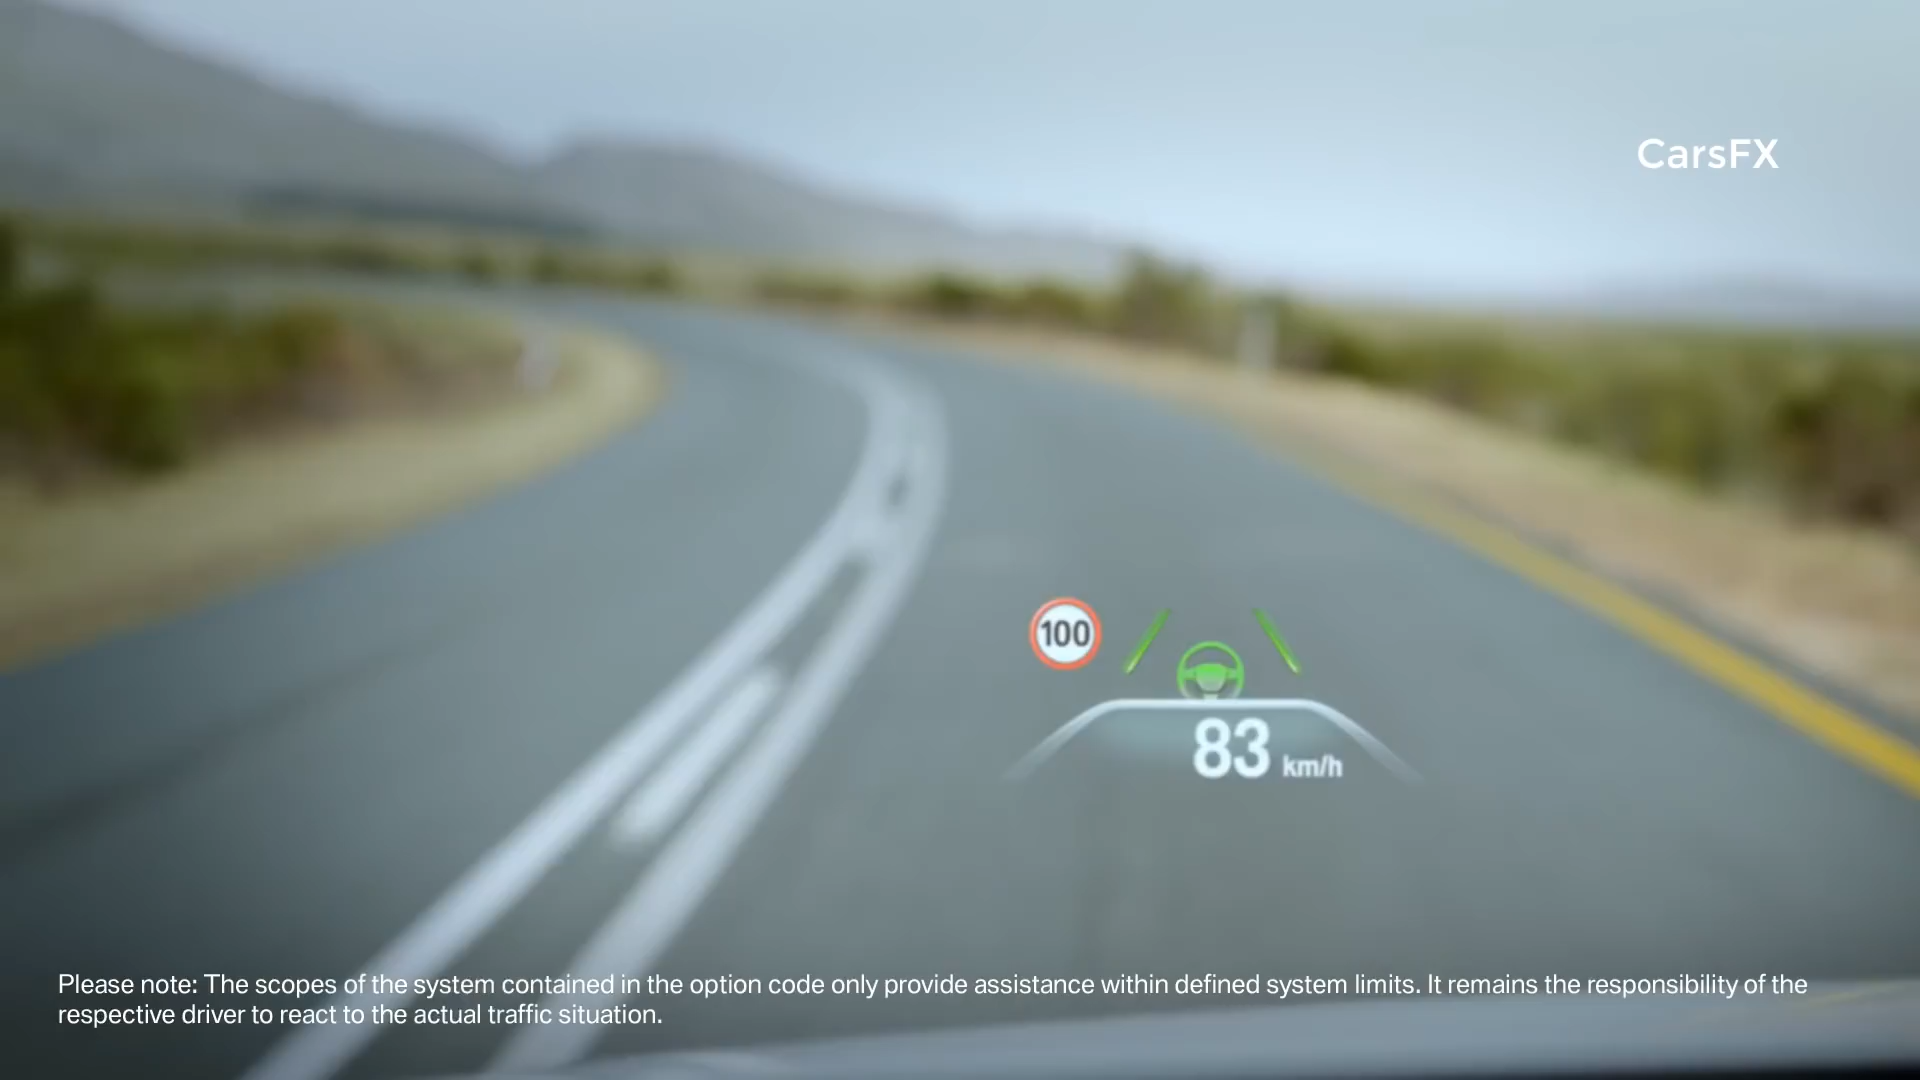 CarsFX
100
83 km/h
Please note: The scopes of the system contained in the option code only provide assistance within defined system limits. It remains the responsibility of the
respective driver to react to the actual traffic situation.